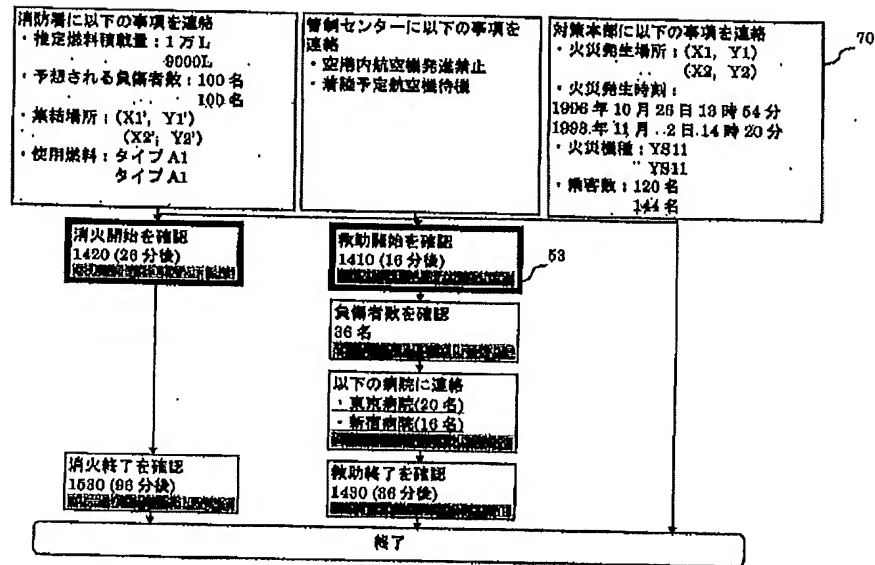 消防署に以下の事項を連絡
・推定燃料積載量:1万L
9000L
・予想される負傷者数:100名
100名
・集結場所:(X1', Y1')
(X2'; Y2')
・使用燃料:タイプA1
タイプA1
管制センターに以下の事項を
連絡
・空港内航空機発進禁止
・着陸予定航空機待機
対策本部に以下の事項を連絡
・火災発生場所:(X1, Y1)
(X2, Y2)
・火災発生時刻:
1996年10月26日13時54分
1998.年11月..2日.14時20分
・火災機種:YS11
YS11
・乗客数:120名
144名
70
消火開始を確認
1420 (26分後)
救助開始を確認
1410 (16分後)
53
負傷者数を確認
36名
以下の病院に連絡
・東京病院(20名)
・新宿病院(16名)
消火終了を確認
1530 (96分後)
救助終了を確認
1430 (36分後)
終了